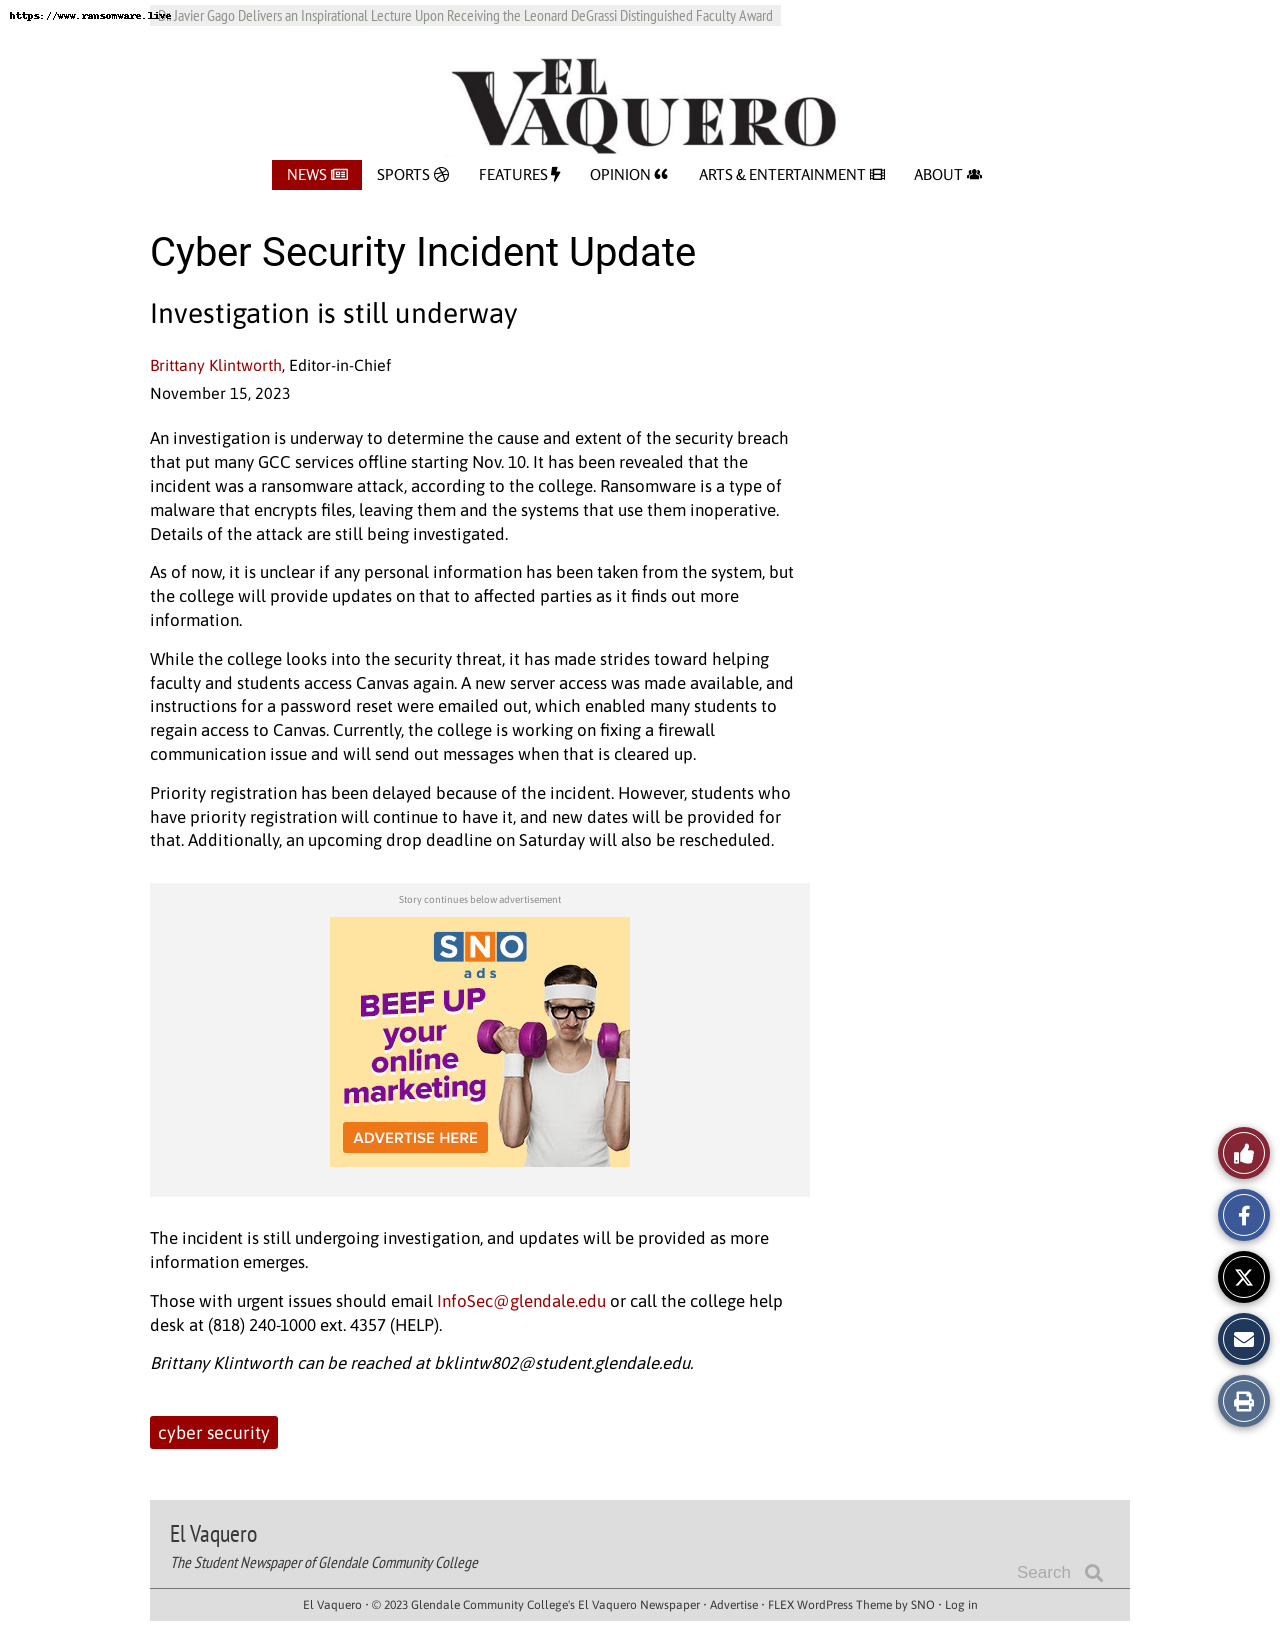 https://www.ransomware.live
Javier Gago Delivers an Inspirational Lecture Upon Receiving the Leonard DeGrassi Distinguished Faculty Award
EL VAQUERO
NEWS SPORTS FEATURES OPINION ARTS & ENTERTAINMENT ABOUT
Cyber Security Incident Update
Investigation is still underway
Brittany Klintworth, Editor-in-Chief
November 15, 2023
An investigation is underway to determine the cause and extent of the security breach
that put many GCC services offline starting Nov. 10. It has been revealed that the
incident was a ransomware attack, according to the college. Ransomware is a type of
malware that encrypts files, leaving them and the systems that use them inoperative.
Details of the attack are still being investigated.
As of now, it is unclear if any personal information has been taken from the system, but
the college will provide updates on that to affected parties as it finds out more
information.
While the college looks into the security threat, it has made strides toward helping
faculty and students access Canvas again. A new server access was made available, and
instructions for a password reset were emailed out, which enabled many students to
regain access to Canvas. Currently, the college is working on fixing a firewall
communication issue and will send out messages when that is cleared up.
Priority registration has been delayed because of the incident. However, students who
have priority registration will continue to have it, and new dates will be provided for
that. Additionally, an upcoming drop deadline on Saturday will also be rescheduled.
Story continues below advertisement
SNO
ads
BEEF UP
your
online
marketing
ADVERTISE HERE
The incident is still undergoing investigation, and updates will be provided as more
information emerges.
Those with urgent issues should email InfoSec@glendale.edu or call the college help
desk at (818) 240-1000 ext. 4357 (HELP).
Brittany Klintworth can be reached at bklintw802@student.glendale.edu.
cyber security
El Vaquero
The Student Newspaper of Glendale Community College
Search
El Vaquero • © 2023 Glendale Community College's El Vaquero Newspaper • Advertise • FLEX WordPress Theme by SNO • Log in